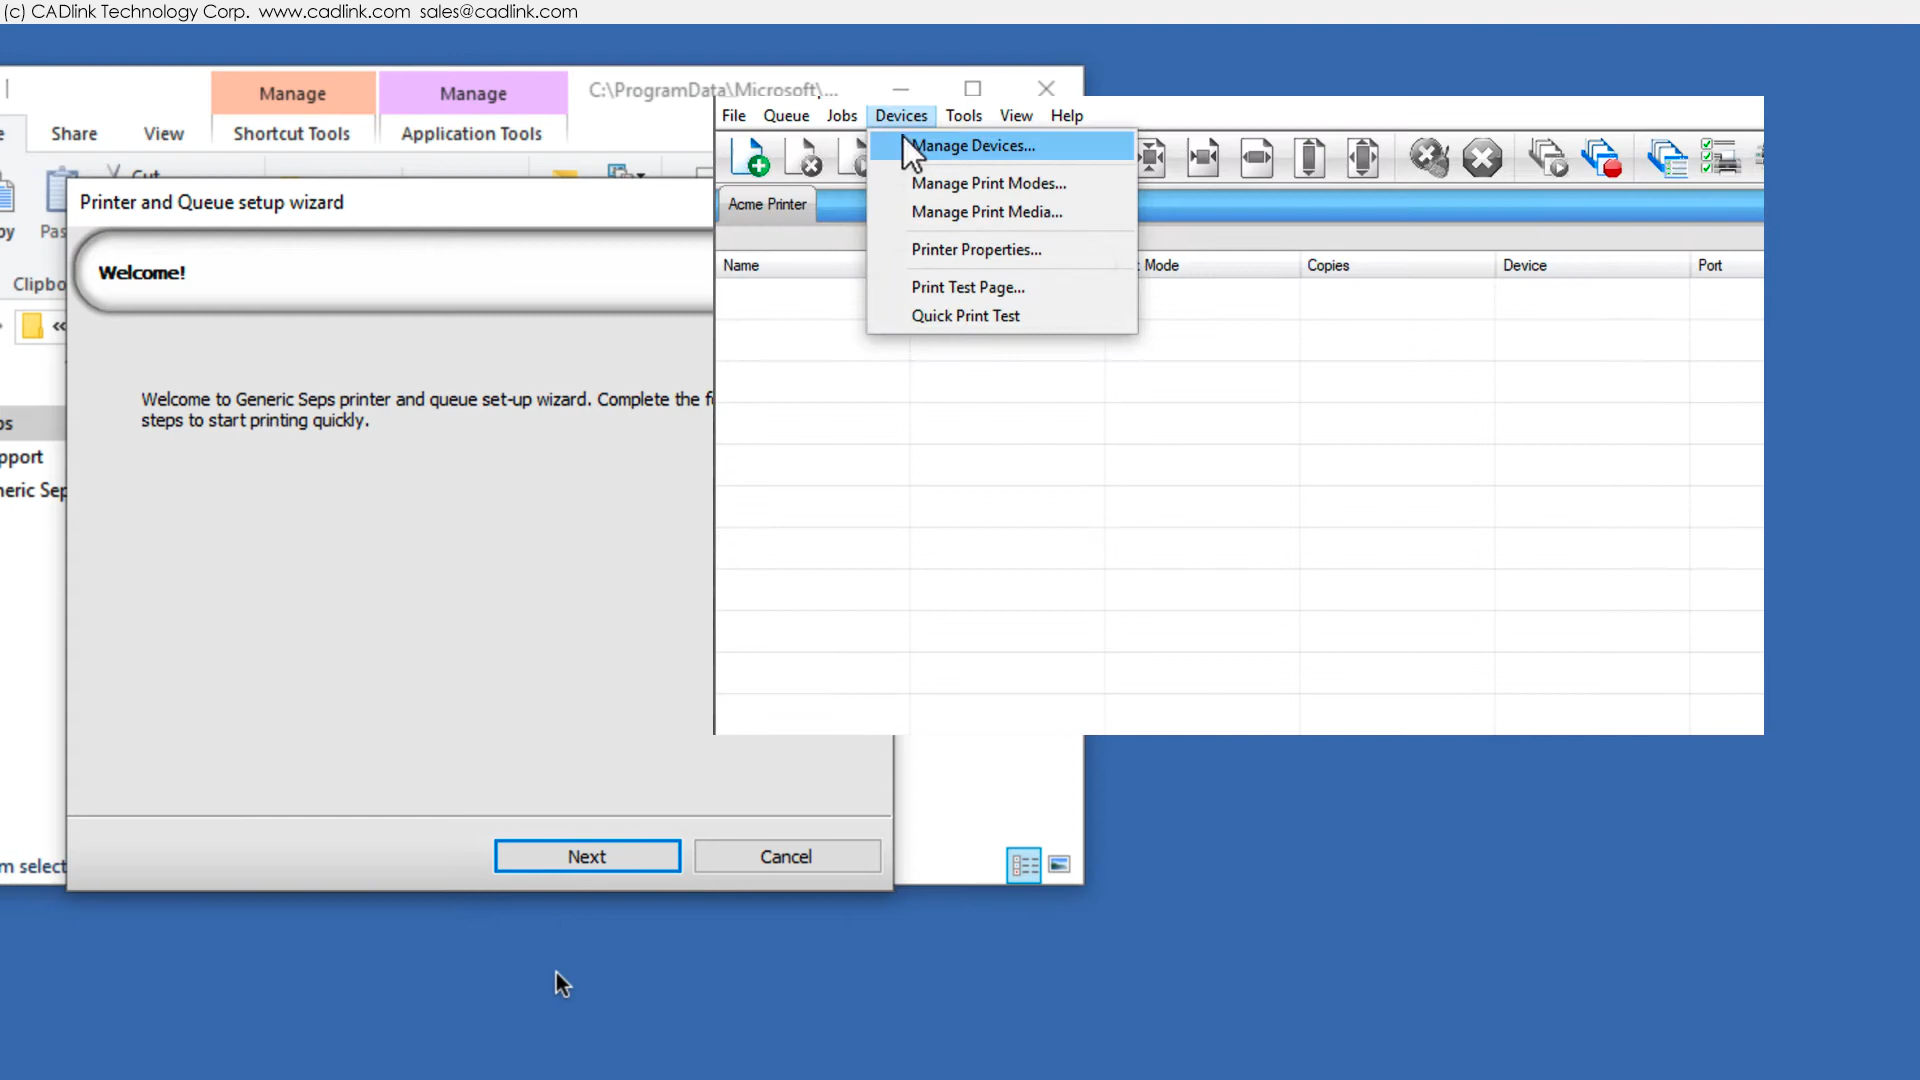 (c) CADlink Technology Corp. www.cadlink.com sales@cadlink.com
Manage
Manage
C:\ProgramData\Microsoft\...
Share
View
Shortcut Tools
Application Tools
Cut
Pas
Clipbo
«
pport
neric Sep
m select
Printer and Queue setup wizard
Welcome!
Welcome to Generic Seps printer and queue set-up wizard. Complete the f
steps to start printing quickly.
Next
Cancel
File
Queue
Jobs
Devices
Tools
View
Help
Manage Devices...
Manage Print Modes...
Manage Print Media...
Printer Properties...
Print Test Page...
Quick Print Test
Acme Printer
Name
Mode
Copies
Device
Port